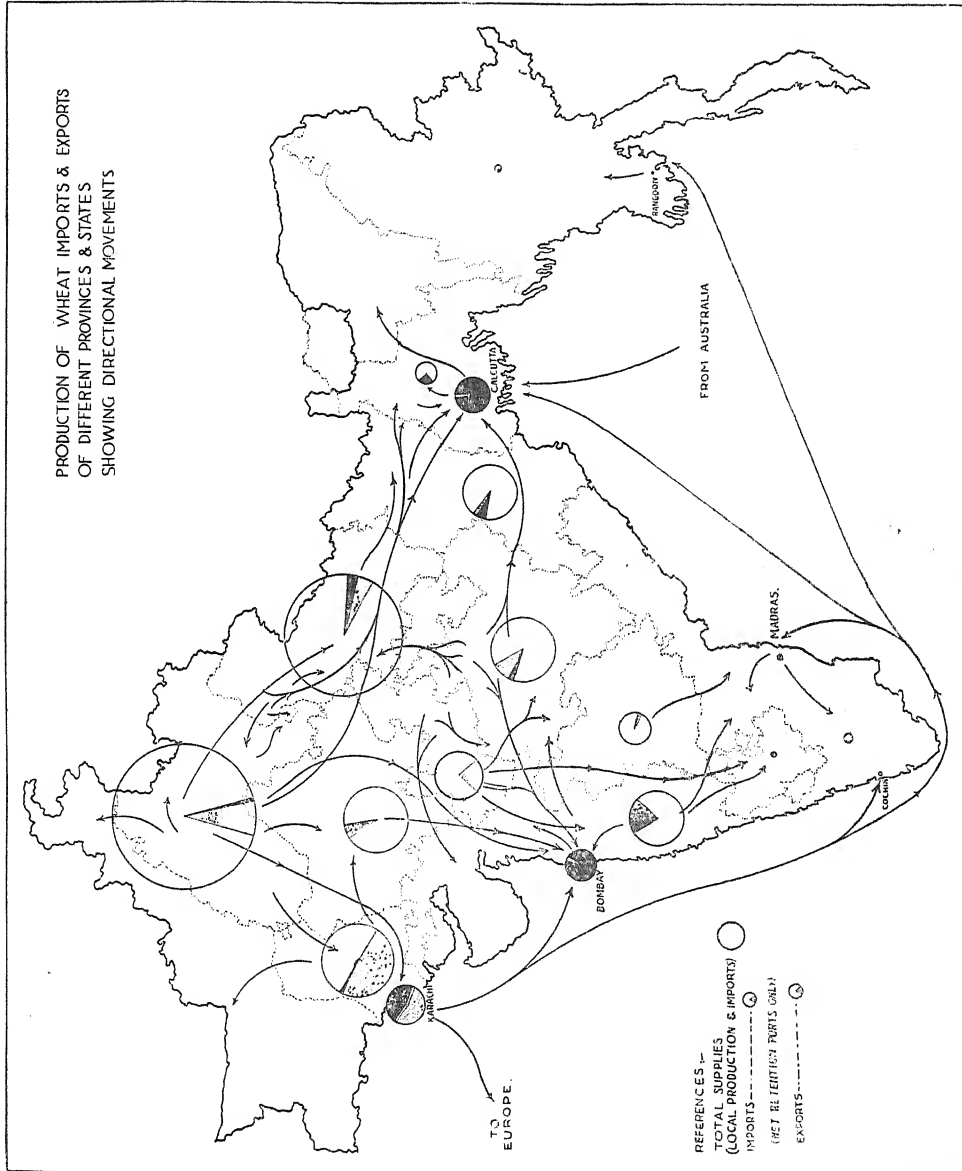 PRODUCTION OF WHEAT IMPORTS & EXPORTS
OF DIFFERENT PROVINCES & STATES
SHOWING DIRECTIONAL MOVEMENTS
CALCUTTA
RANGOON
FROM AUSTRALIA
KARACHI
BOMBAY
MADRAS.
COCHIN
TO
EUROPE.
REFERENCES:-
TOTAL SUPPLIES
(LOCAL PRODUCTION & IMPORTS)
IMPORTS
(NET RETENTION PORTS ONLY)
EXPORTS